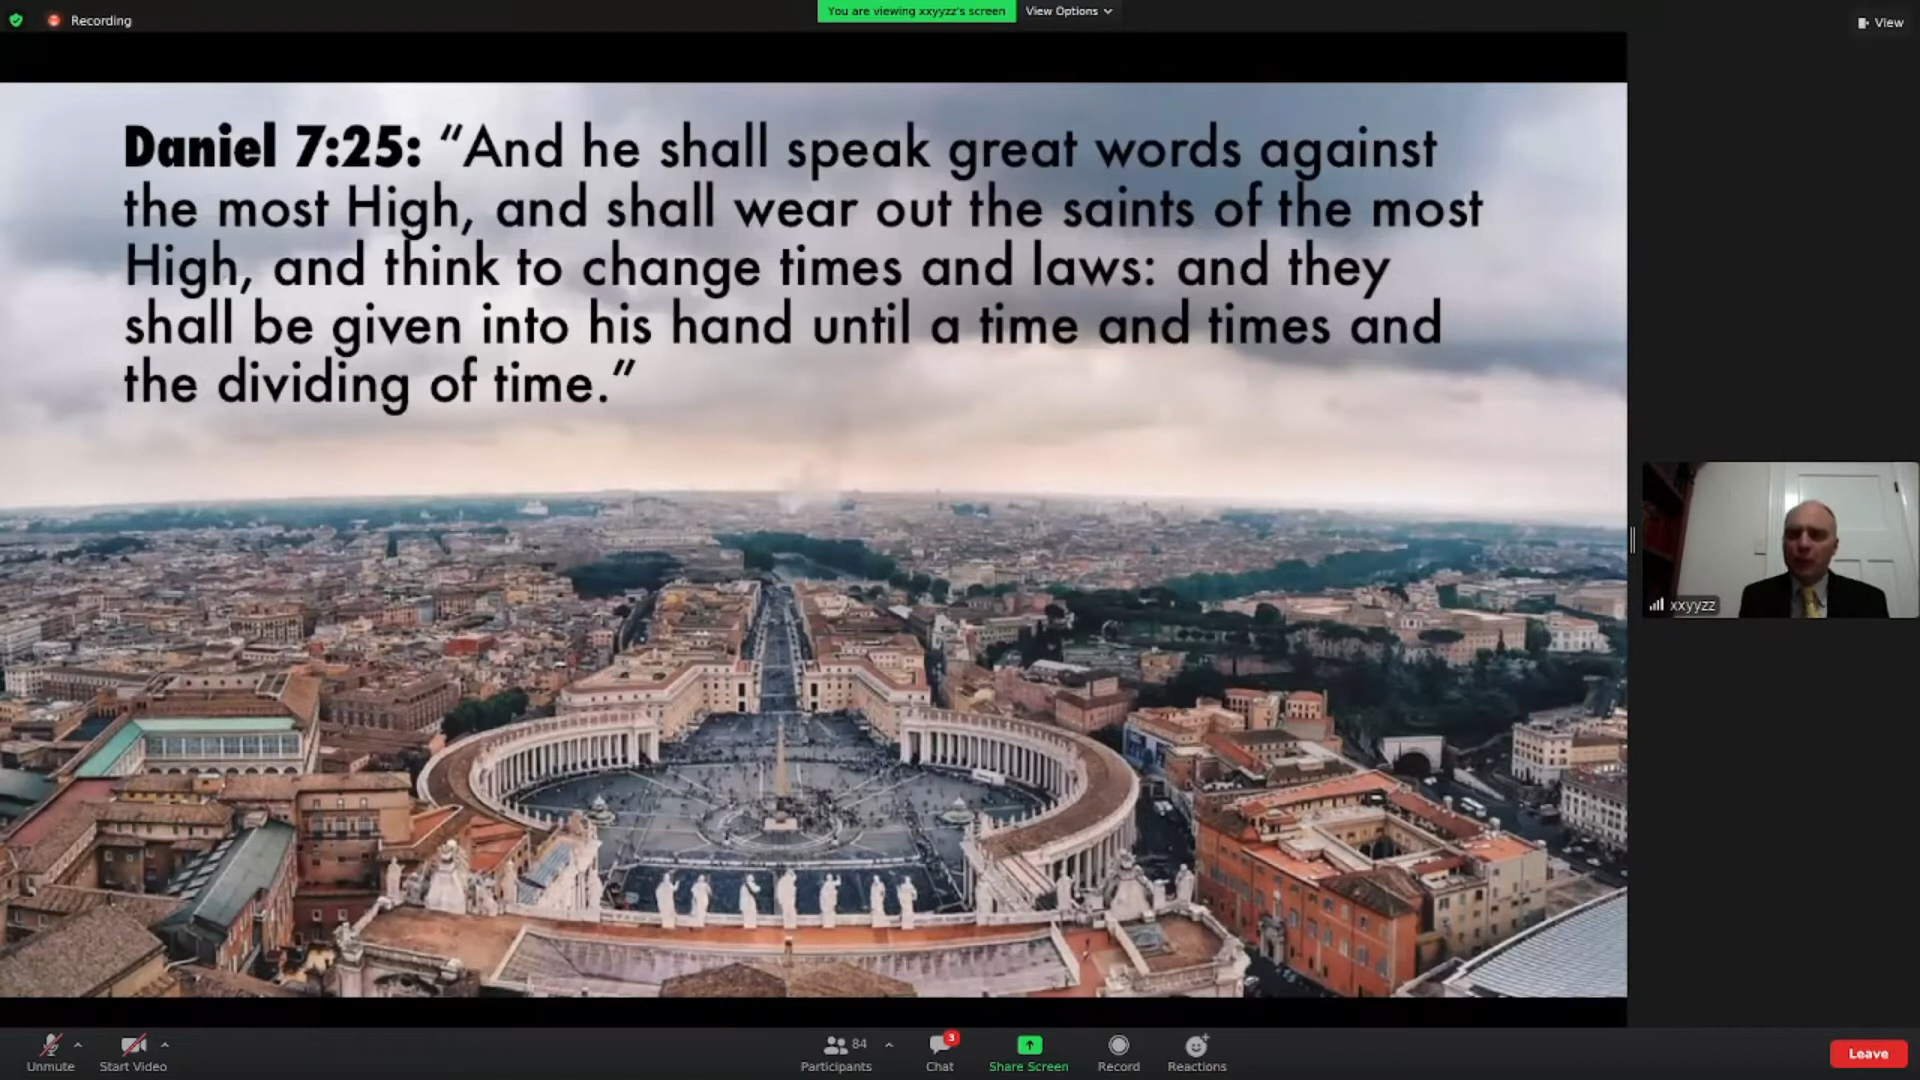 Recording
You are viewing xxyyzz's screen
View Options
View
Daniel 7:25: “And he shall speak great words against
the most High, and shall wear out the saints of the most
High, and think to change times and laws: and they
shall be given into his hand until a time and times and
the dividing of time.”
xxyyzz
Unmute
Start Video
84
Participants
3
Chat
Share Screen
Record
Reactions
Leave